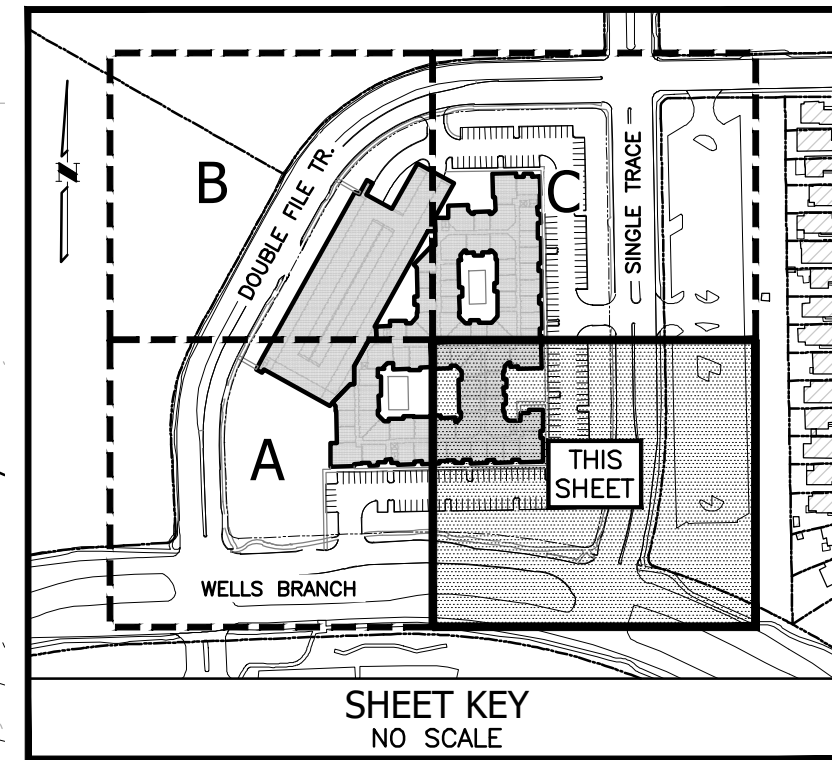 B
C
DOUBLE FILE TR.
SINGLE TRACE
N
A
THIS
SHEET
WELLS BRANCH
SHEET KEY
NO SCALE